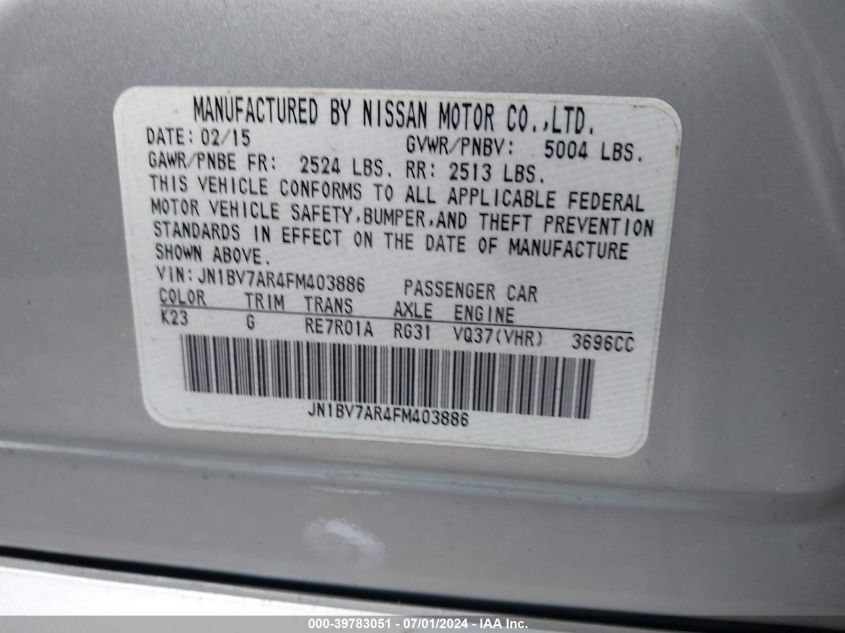 MANUFACTURED BY NISSAN MOTOR CO.,LTD.
DATE: 02/15 GVWR/PNBV: 5004 LBS.
GAWR/PNBE FR: 2524 LBS. RR: 2513 LBS.
THIS VEHICLE CONFORMS TO ALL APPLICABLE FEDERAL
MOTOR VEHICLE SAFETY,BUMPER,AND THEFT PREVENTION
STANDARDS IN EFFECT ON THE DATE OF MANUFACTURE
SHOWN ABOVE.
VIN:JN1BV7AR4FM403886 PASSENGER CAR
COLOR TRIM TRANS AXLE ENGINE
K23 G RE7R01A RG31 VQ37(VHR) 3696CC
JN1BV7AR4FM403886
000-39783051 - 07/01/2024 - IAA Inc.